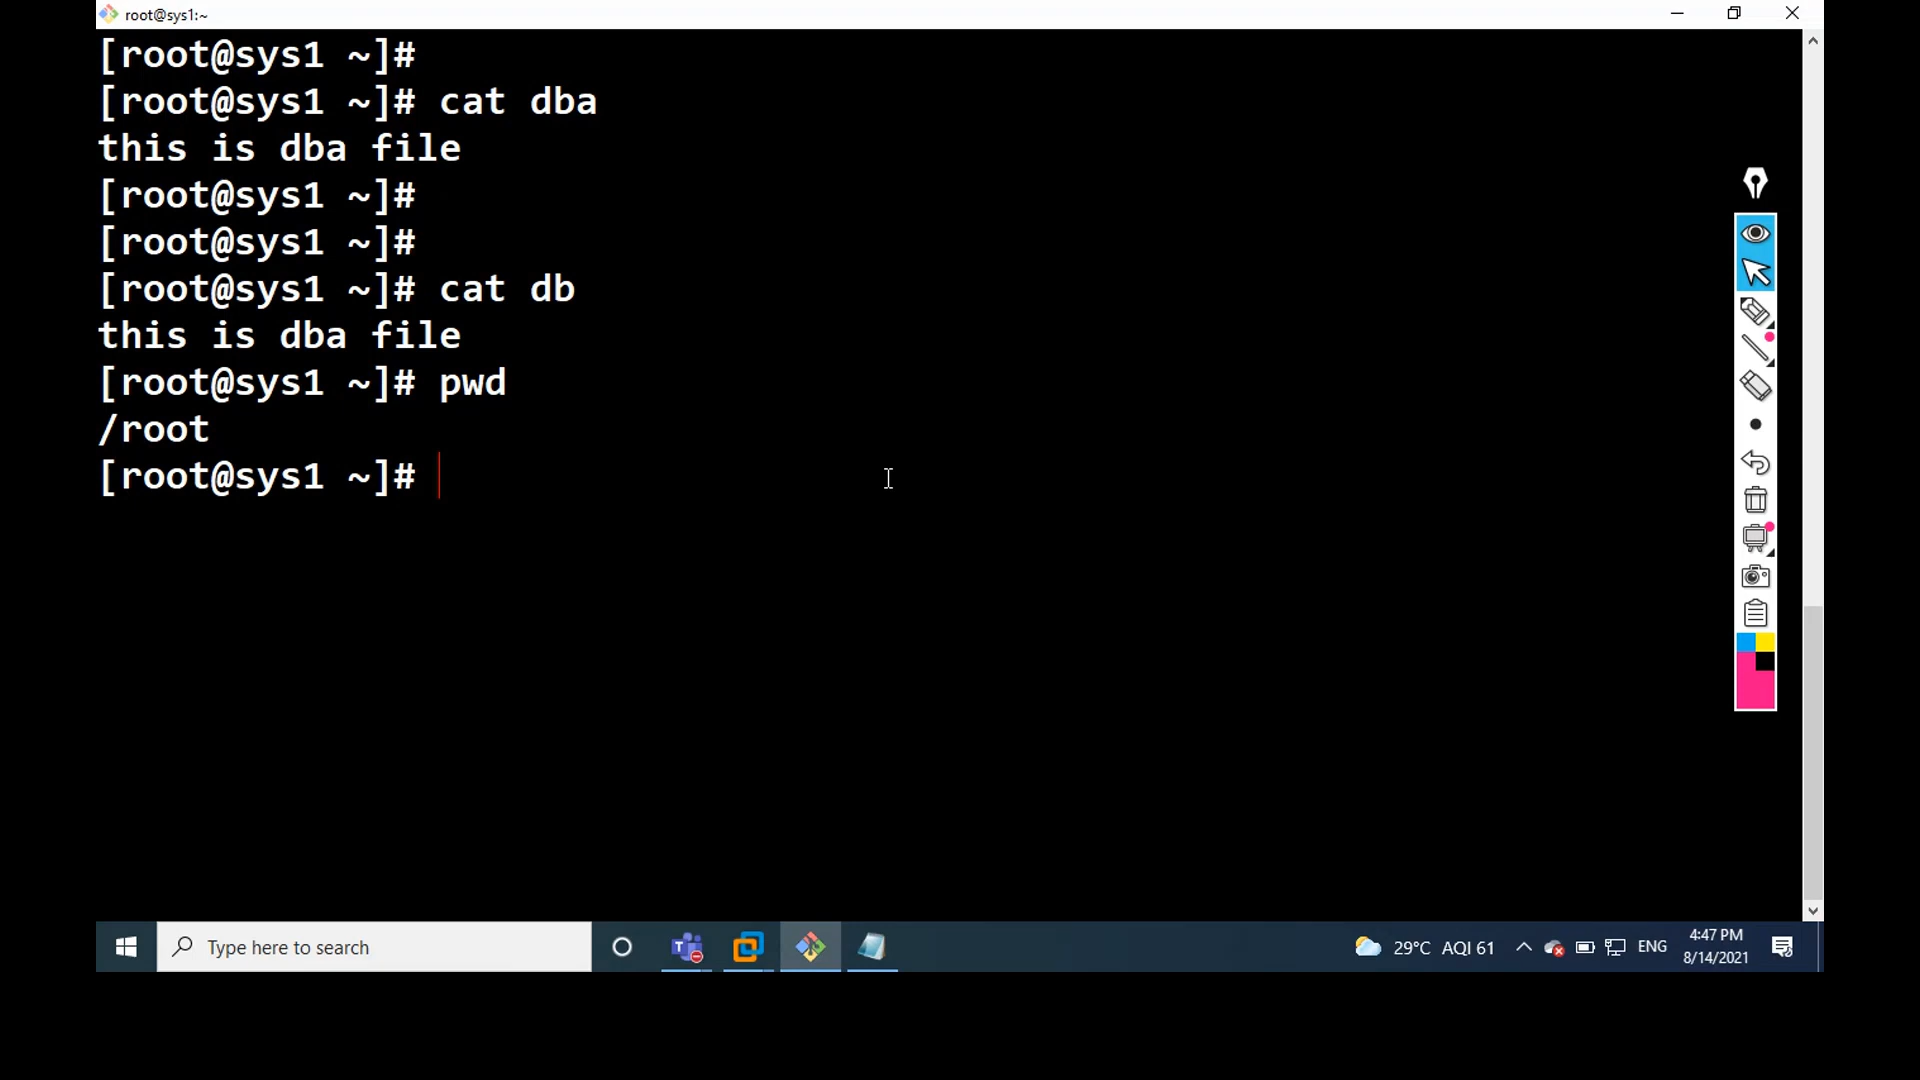 root@sys1:~
[root@sys1 ~]#
[root@sys1 ~]# cat dba
this is dba file
[root@sys1 ~]#
[root@sys1 ~]#
[root@sys1 ~]# cat db
this is dba file
[root@sys1 ~]# pwd
/root
[root@sys1 ~]#
Type here to search
29°C AQI 61
ENG
4:47 PM
8/14/2021